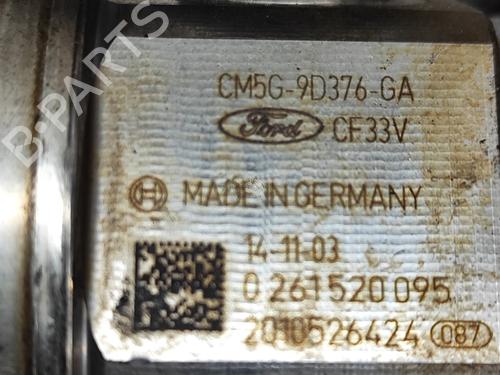 B-PARTS
CM5G-9D376-GA
Ford CF33V
MADE IN GERMANY
14-11-03
0 261 520 095
2010526424 087